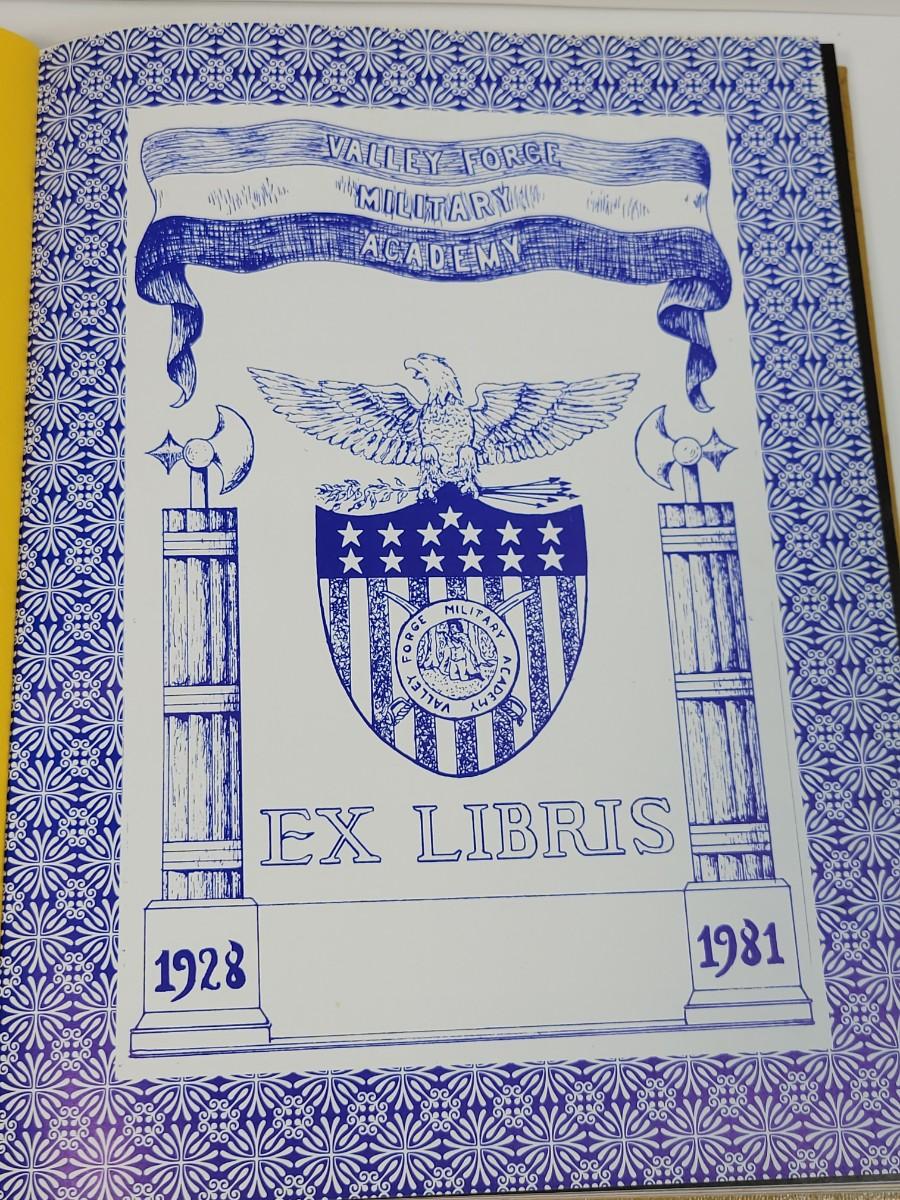 VALLEY FORGE
MILITARY
ACADEMY
VALLEY FORGE MILITARY ACADEMY
EX LIBRIS
1928
1981